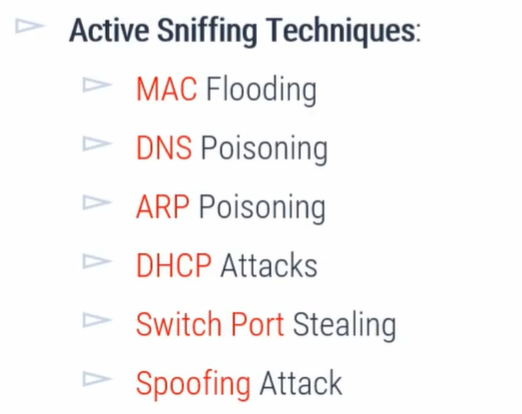 Active Sniffing Techniques:
MAC Flooding
DNS Poisoning
ARP Poisoning
DHCP Attacks
Switch Port Stealing
Spoofing Attack